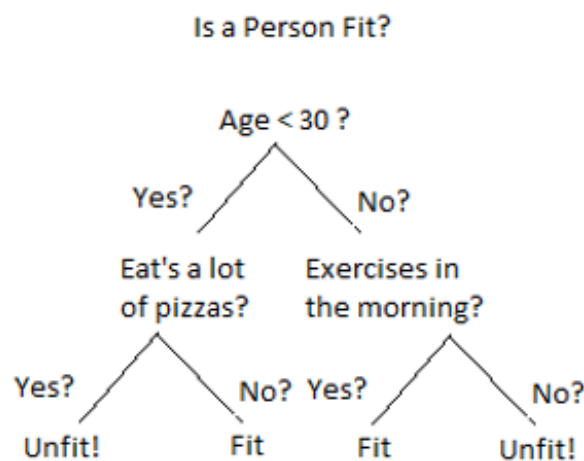 Is a Person Fit?
Age < 30 ?
Yes?
No?
Eat's a lot
of pizzas?
Exercises in
the morning?
Yes?
No?
Yes?
No?
Unfit!
Fit
Fit
Unfit!